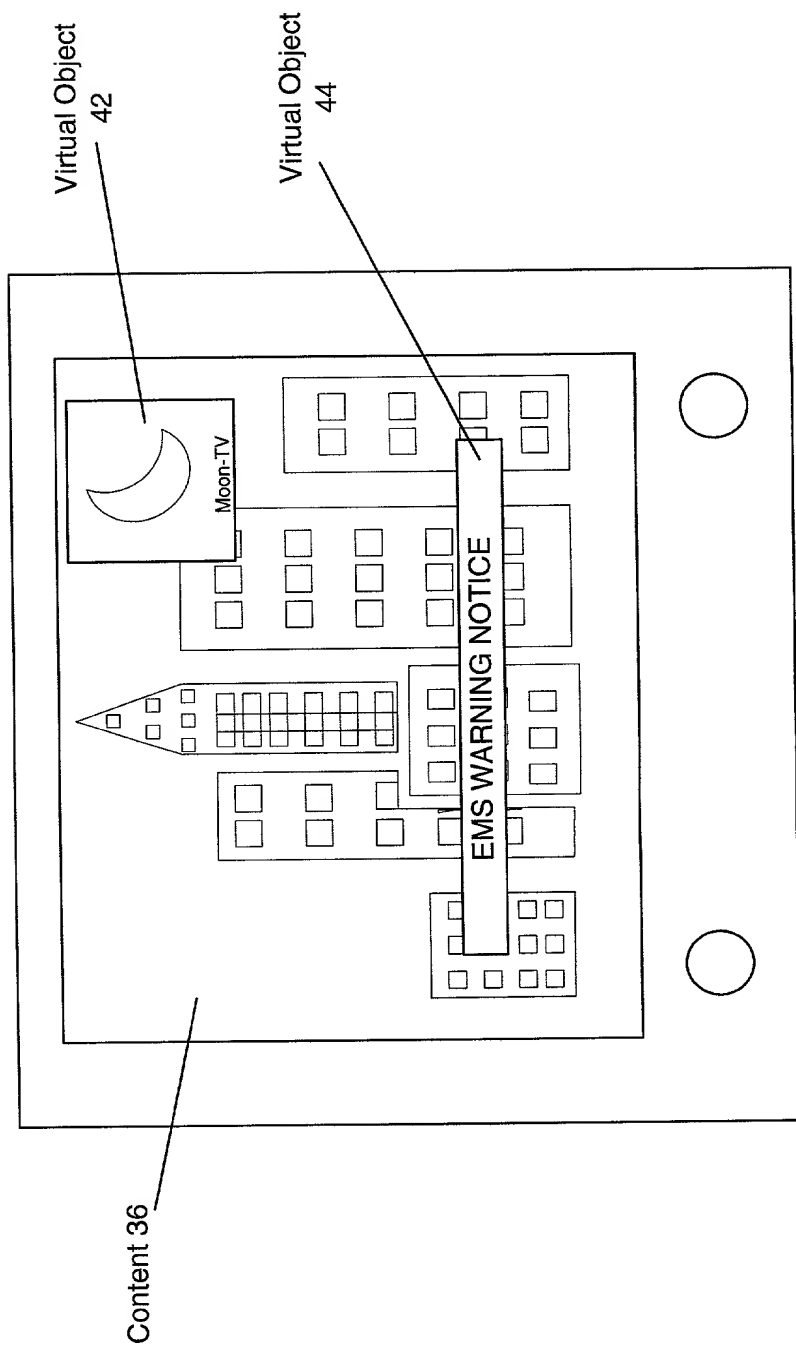 Virtual Object
42
Virtual Object
44
Moon-TV
EMS WARNING NOTICE
Content 36